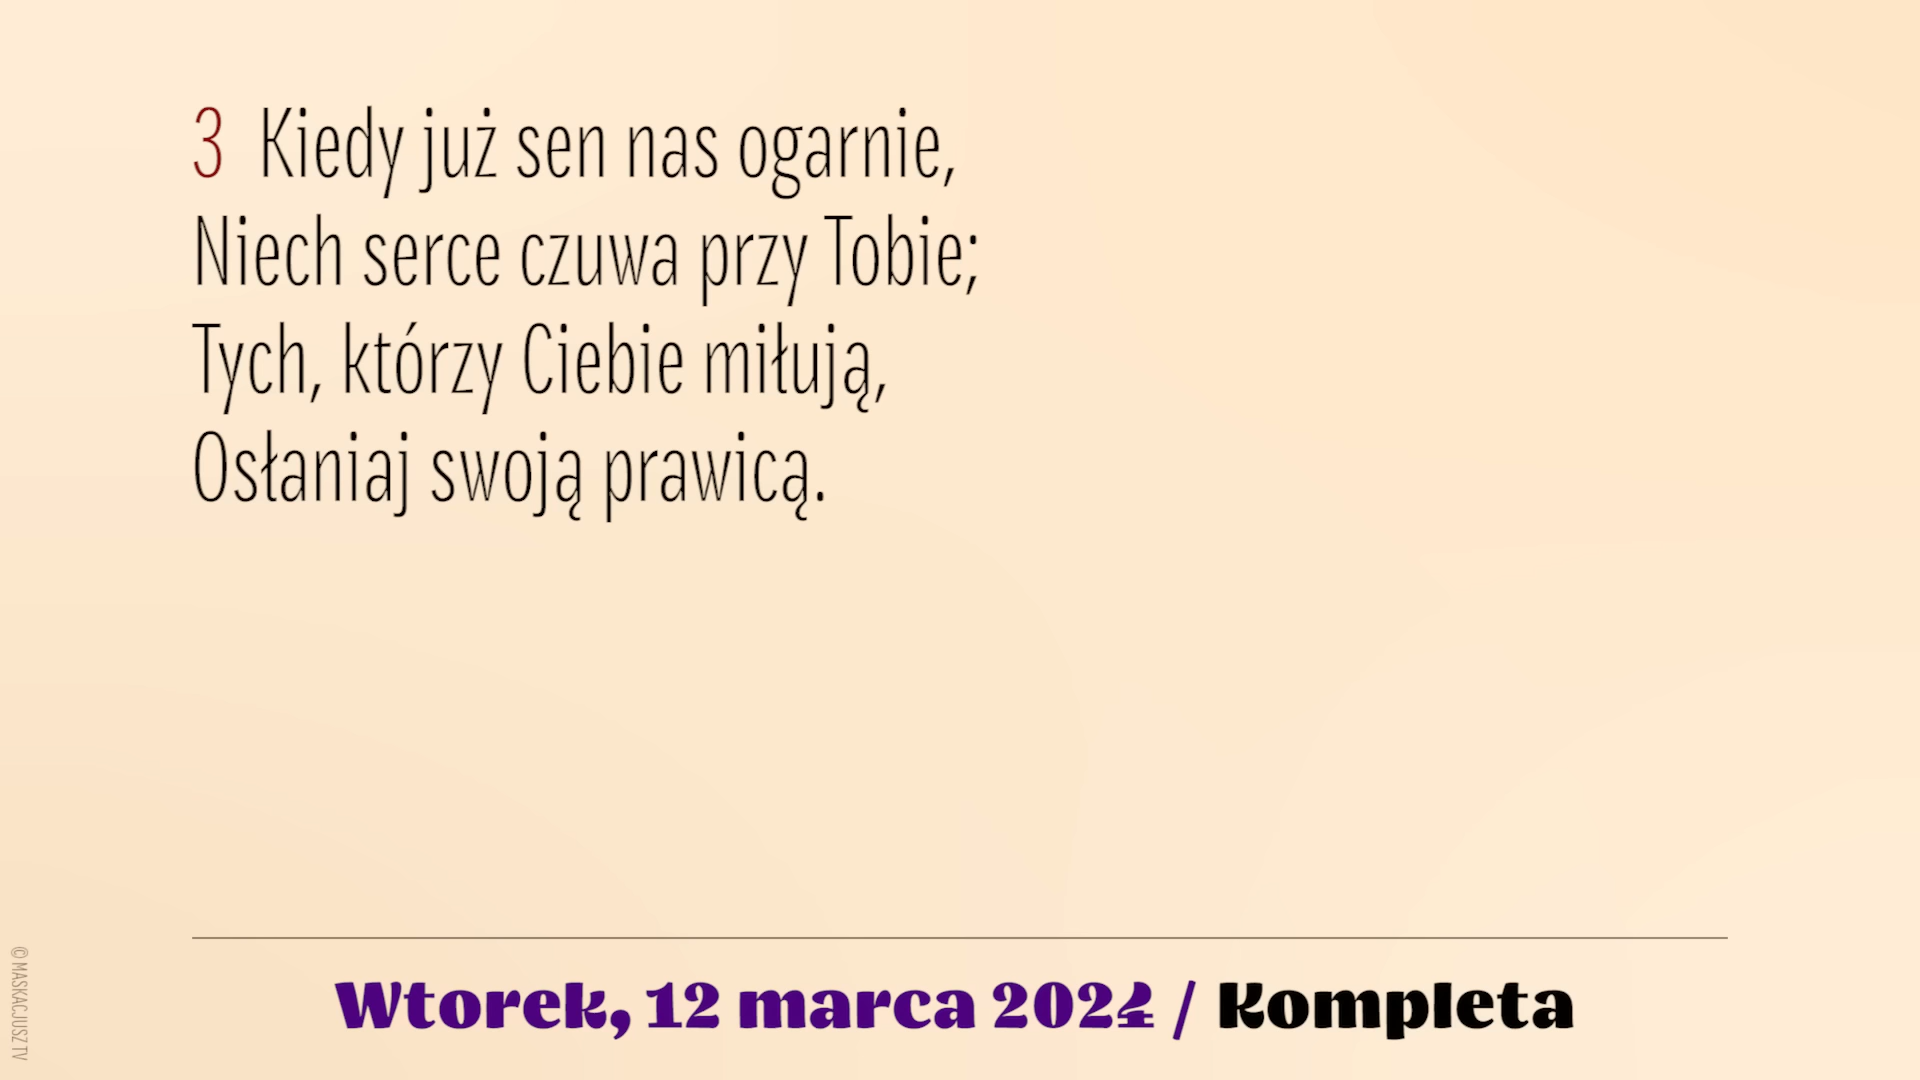 3 Kiedy już sen nas ogarnie,
Niech serce czuwa przy Tobie;
Tych, którzy Ciebie miłują,
Osłaniaj swoją prawicą.
Wtorek, 12 marca 2024 / Kompleta
© MASKACJUSZ TV